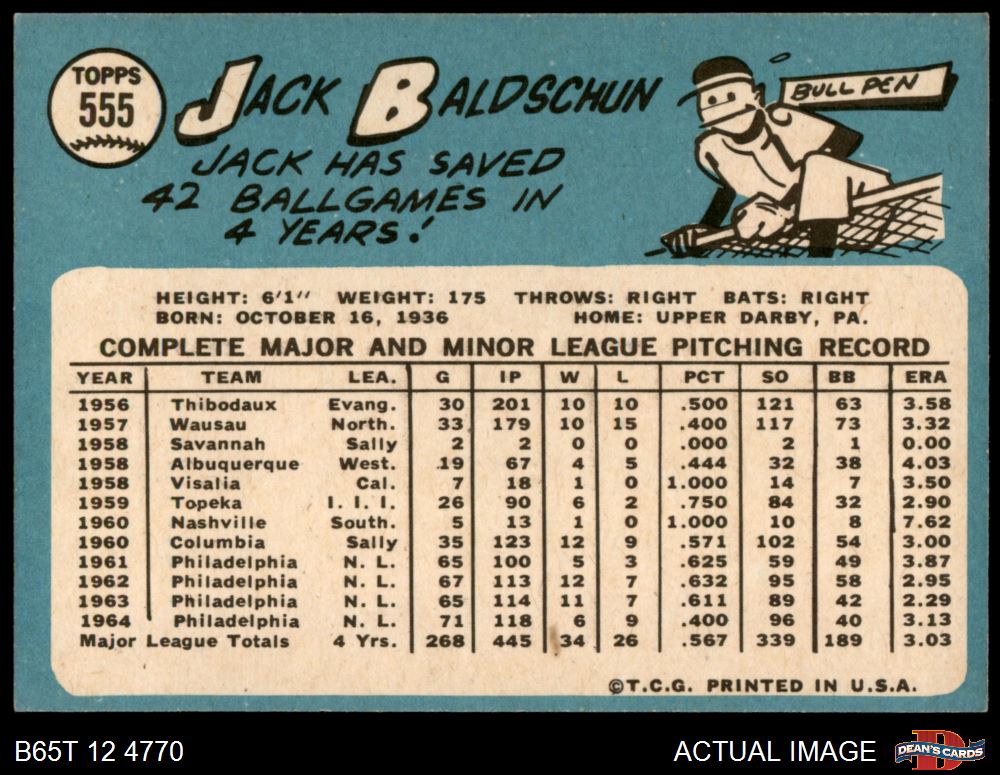 TOPPS
555
JACK BALDSCHUN
BULL PEN
JACK HAS SAVED
42 BALLGAMES IN
4 YEARS!
HEIGHT: 6'1" WEIGHT: 175 THROWS: RIGHT BATS: RIGHT
BORN: OCTOBER 16, 1936 HOME: UPPER DARBY, PA.
COMPLETE MAJOR AND MINOR LEAGUE PITCHING RECORD
YEAR TEAM LEA. G IP W L PCT SO BB ERA
1956 Thibodaux Evang. 30 201 10 10 .500 121 63 3.58
1957 Wausau North. 33 179 10 15 .400 117 73 3.32
1958 Savannah Sally 2 2 0 0 .000 2 1 0.00
1958 Albuquerque West. 19 67 4 5 .444 32 38 4.03
1958 Visalia Cal. 7 18 1 0 1.000 14 7 3.50
1959 Topeka I. I. I. 26 90 6 2 .750 84 32 2.90
1960 Nashville South. 5 13 1 0 1.000 10 8 7.62
1960 Columbia Sally 35 123 12 9 .571 102 54 3.00
1961 Philadelphia N. L. 65 100 5 3 .625 59 49 3.87
1962 Philadelphia N. L. 67 113 12 7 .632 95 58 2.95
1963 Philadelphia N. L. 65 114 11 7 .611 89 42 2.29
1964 Philadelphia N. L. 71 118 6 9 .400 96 40 3.13
Major League Totals 4 Yrs. 268 445 34 26 .567 339 189 3.03
©T.C.G. PRINTED IN U.S.A.
B65T 12 4770 ACTUAL IMAGE
D
DEAN'S CARDS